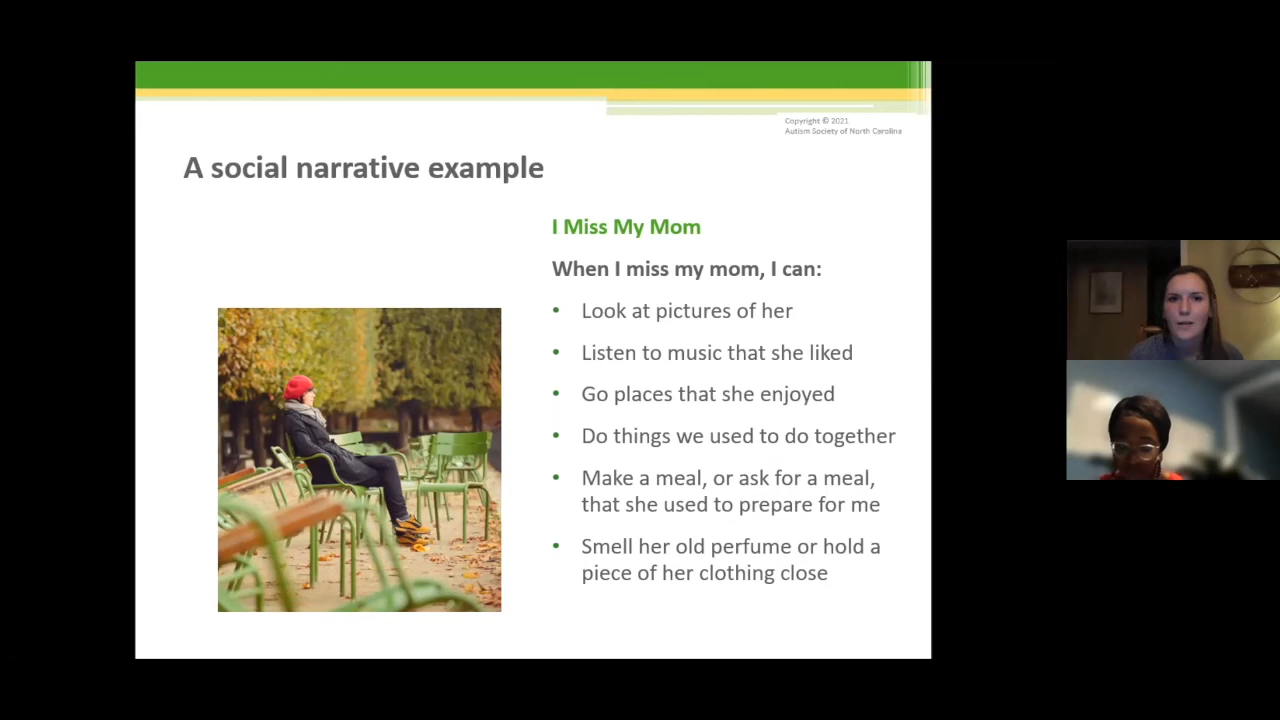 Copyright © 2021
Autism Society of North Carolina
A social narrative example
I Miss My Mom
When I miss my mom, I can:
• Look at pictures of her
• Listen to music that she liked
• Go places that she enjoyed
• Do things we used to do together
• Make a meal, or ask for a meal,
that she used to prepare for me
• Smell her old perfume or hold a
piece of her clothing close